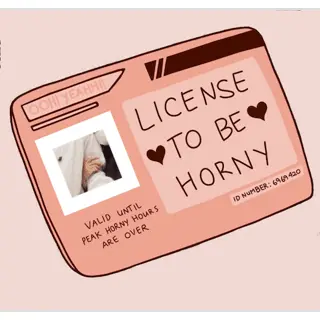 OOH! YEAHH!!
LICENSE
TO BE
HORNY
VALID UNTIL
PEAK HORNY HOURS
ARE OVER
ID NUMBER: 6969420